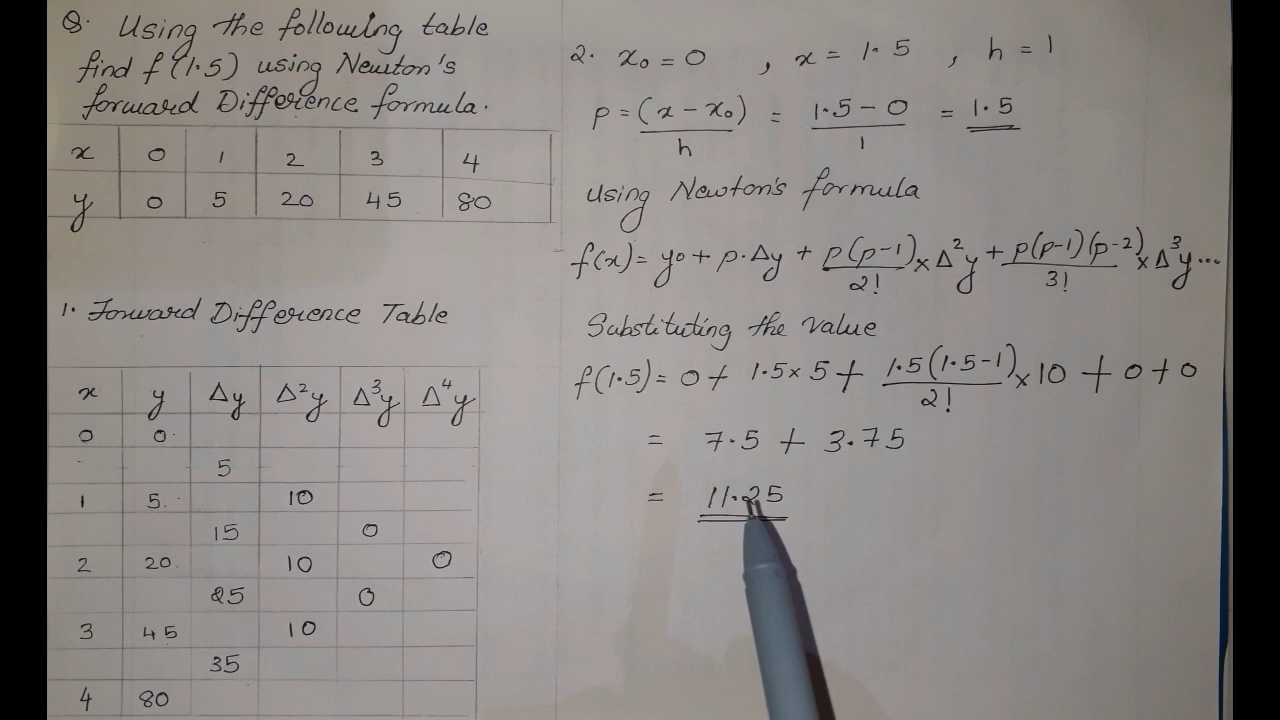 Q. Using the following table
find f(1.5) using Newton's
forward Difference formula.
x 0 1 2 3 4
y 0 5 20 45 80
1. Forward Difference Table
x y Δy Δ²y Δ³y Δ⁴y
0 0
5
1 5 10
15 0
2 20 10 0
25 0
3 45 10
35
4 80
2. x₀ = 0 , x = 1.5 , h = 1
p = (x - x₀)/h = (1.5 - 0)/1 = 1.5
Using Newton's formula
f(x) = y₀ + p.Δy + p(p-1)/2! × Δ²y + p(p-1)(p-2)/3! × Δ³y ...
Substituting the value
f(1.5) = 0 + 1.5 × 5 + 1.5(1.5-1)/2! × 10 + 0 + 0
= 7.5 + 3.75
= 11.25